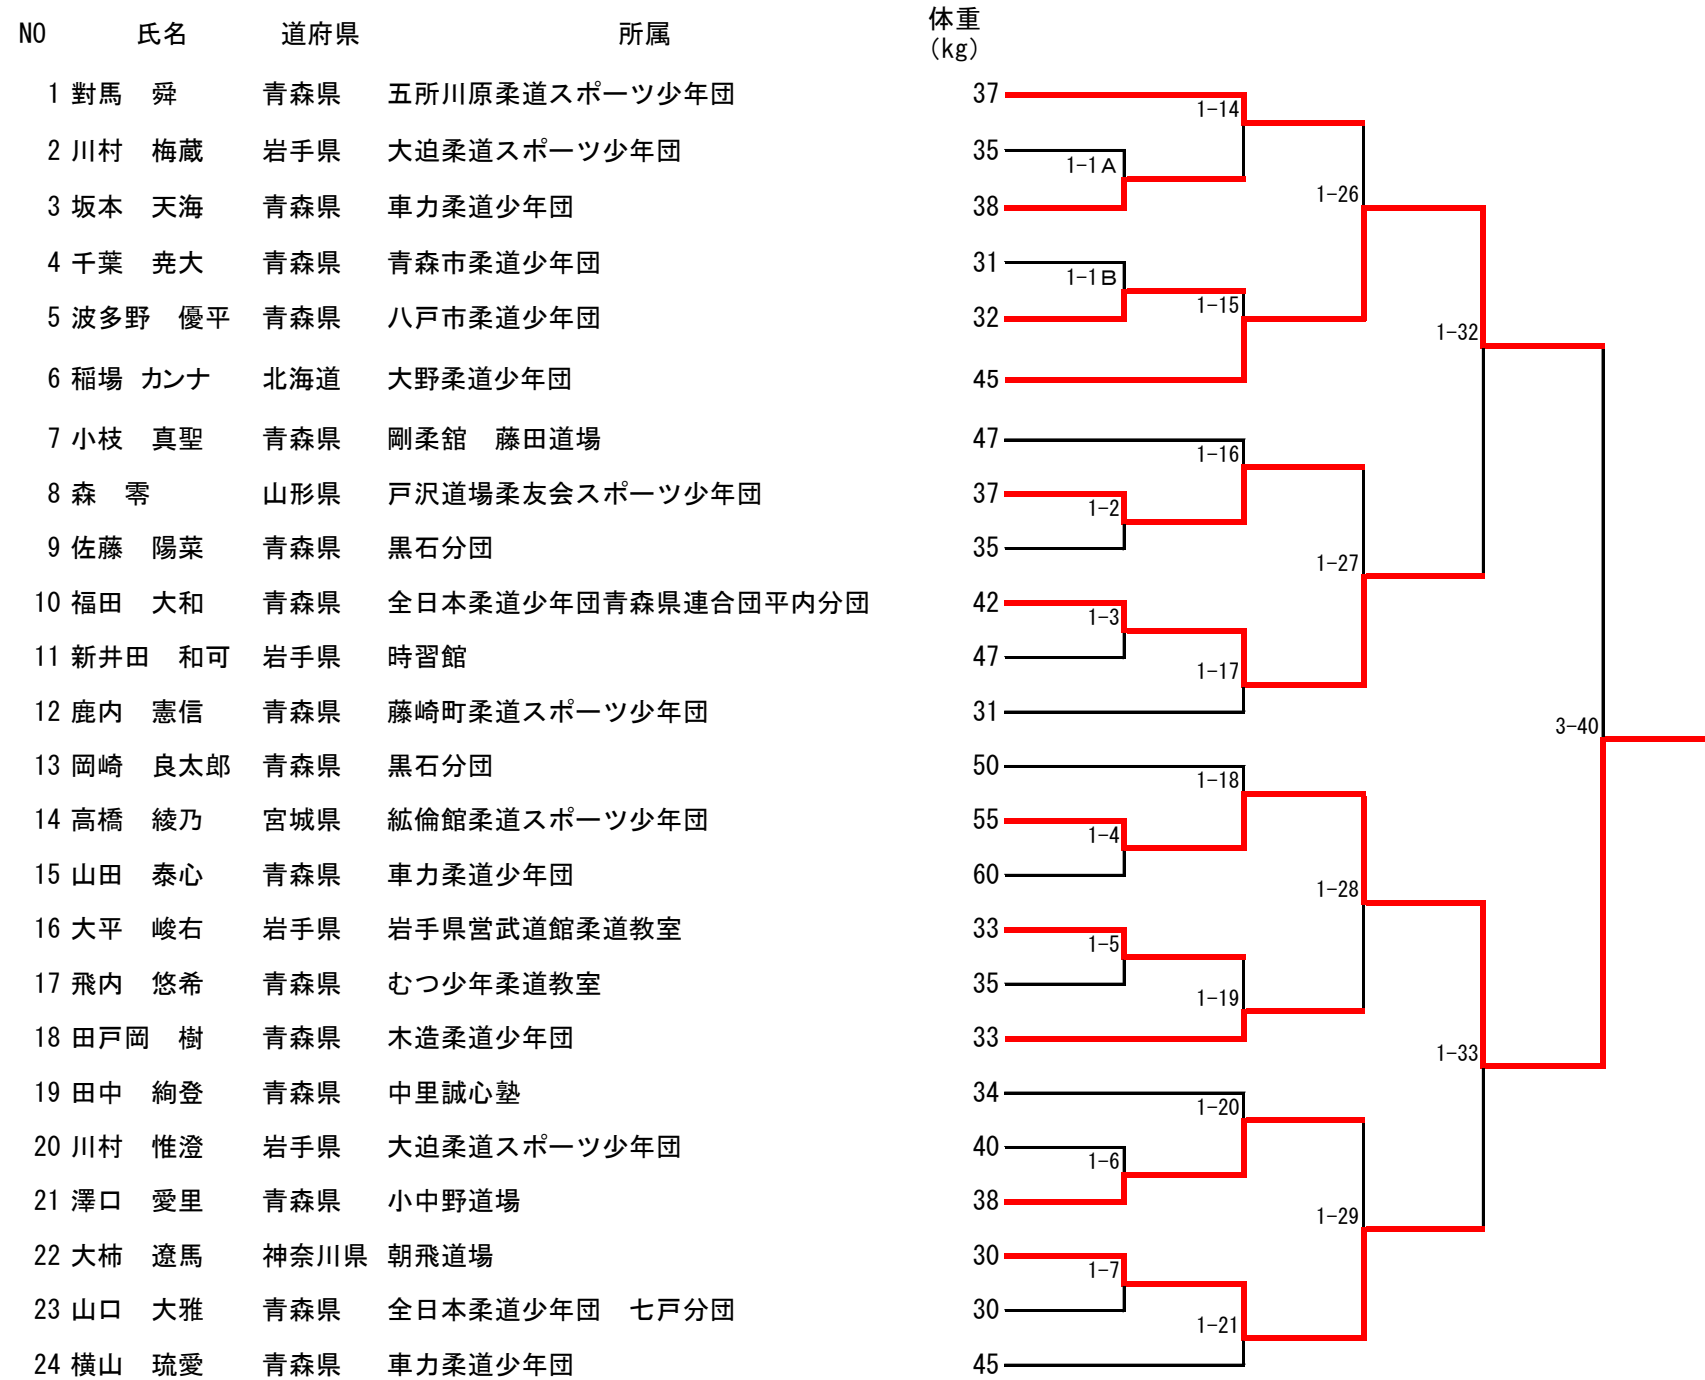 NO 氏名 道府県 所属 体重
(kg)
1 對馬 舜 青森県 五所川原柔道スポーツ少年団 37
1-14
2 川村 梅蔵 岩手県 大迫柔道スポーツ少年団 35
1-1A
3 坂本 天海 青森県 車力柔道少年団 38
1-26
4 千葉 尭大 青森県 青森市柔道少年団 31
1-1B
5 波多野 優平 青森県 八戸市柔道少年団 32
1-15
1-32
6 稲場 カンナ 北海道 大野柔道少年団 45
7 小枝 真聖 青森県 剛柔舘 藤田道場 47
1-16
8 森 零 山形県 戸沢道場柔友会スポーツ少年団 37
1-2
9 佐藤 陽菜 青森県 黒石分団 35
1-27
10 福田 大和 青森県 全日本柔道少年団青森県連合団平内分団 42
1-3
11 新井田 和可 岩手県 時習館 47
1-17
12 鹿内 憲信 青森県 藤崎町柔道スポーツ少年団 31
3-40
13 岡崎 良太郎 青森県 黒石分団 50
1-18
14 高橋 綾乃 宮城県 紘倫館柔道スポーツ少年団 55
1-4
15 山田 泰心 青森県 車力柔道少年団 60
1-28
16 大平 峻右 岩手県 岩手県営武道館柔道教室 33
1-5
17 飛内 悠希 青森県 むつ少年柔道教室 35
1-19
18 田戸岡 樹 青森県 木造柔道少年団 33
1-33
19 田中 絢登 青森県 中里誠心塾 34
1-20
20 川村 惟澄 岩手県 大迫柔道スポーツ少年団 40
1-6
21 澤口 愛里 青森県 小中野道場 38
1-29
22 大柿 遼馬 神奈川県 朝飛道場 30
1-7
23 山口 大雅 青森県 全日本柔道少年団 七戸分団 30
1-21
24 横山 琉愛 青森県 車力柔道少年団 45